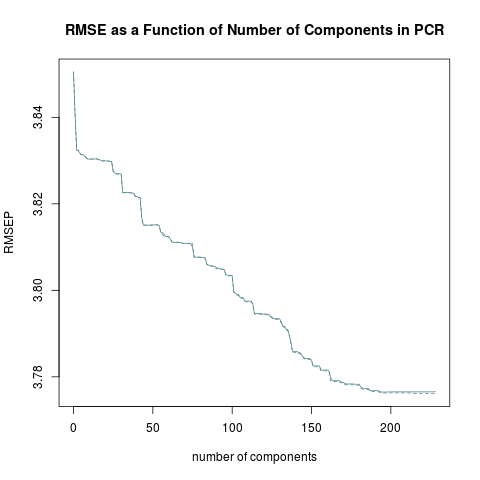 RMSE as a Function of Number of Components in PCR
3.84
3.82
3.80
3.78
RMSEP
0 50 100 150 200
number of components